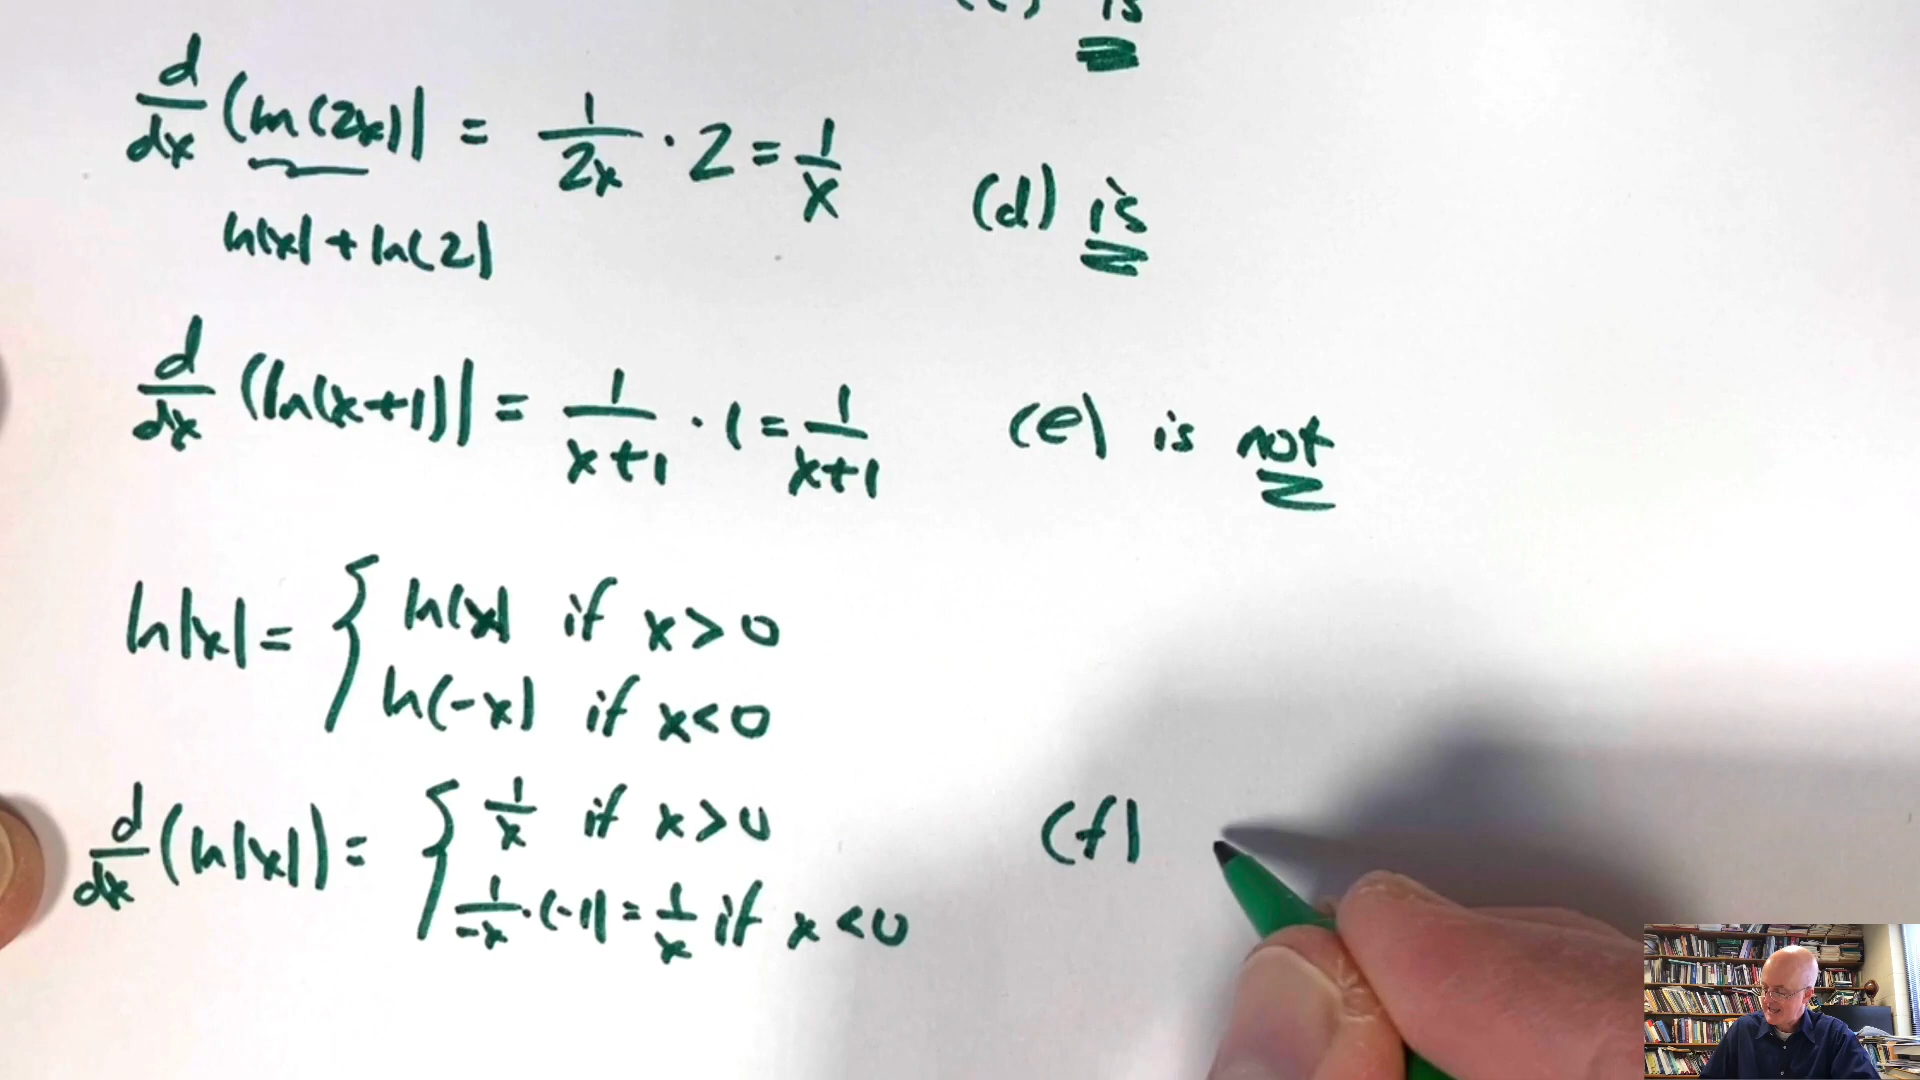 (c) is
d/dx (ln(2x)) = 1/2x · 2 = 1/x
ln(x) + ln(2)
(d) is
d/dx (ln(x+1)) = 1/x+1 · 1 = 1/x+1
(e) is not
ln|x| = { ln(x) if x > 0
ln(-x) if x < 0
d/dx (ln|x|) = { 1/x if x > 0
1/-x · (-1) = 1/x if x < 0
(f)